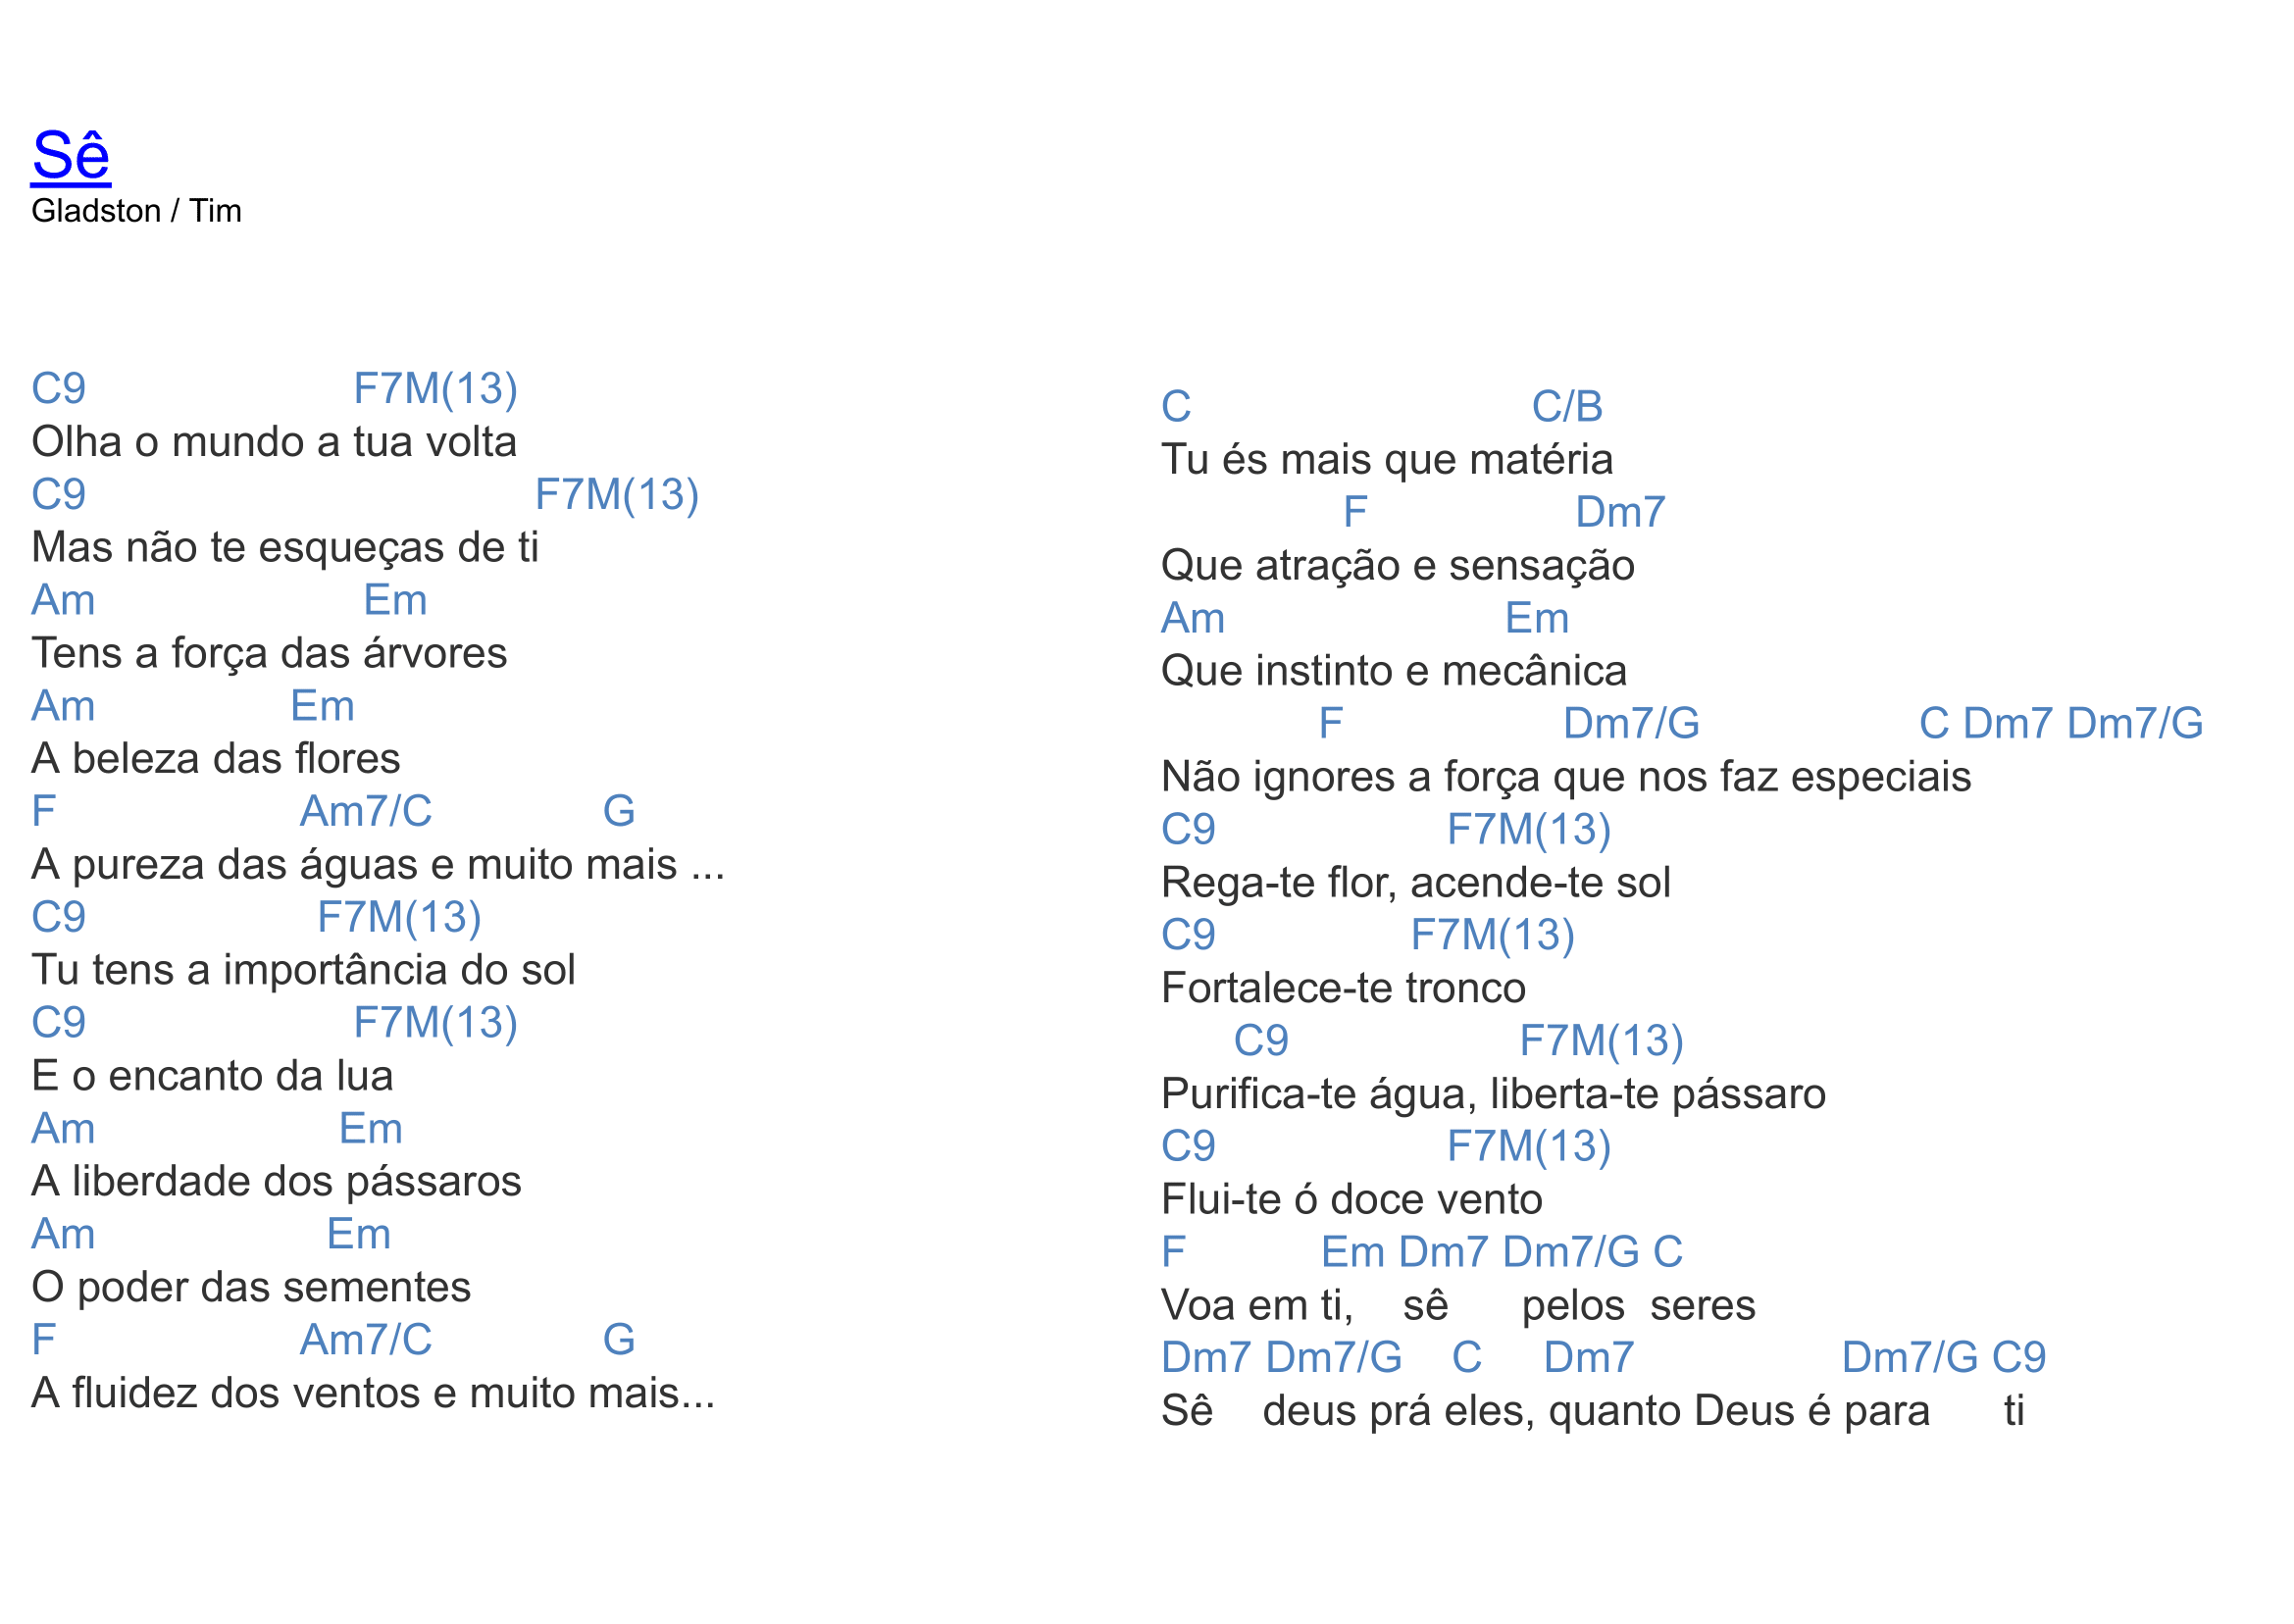 Sê
Gladston / Tim
C9 F7M(13)
Olha o mundo a tua volta
C9 F7M(13)
Mas não te esqueças de ti
Am Em
Tens a força das árvores
Am Em
A beleza das flores
F Am7/C G
A pureza das águas e muito mais ...
C9 F7M(13)
Tu tens a importância do sol
C9 F7M(13)
E o encanto da lua
Am Em
A liberdade dos pássaros
Am Em
O poder das sementes
F Am7/C G
A fluidez dos ventos e muito mais...
C C/B
Tu és mais que matéria
F Dm7
Que atração e sensação
Am Em
Que instinto e mecânica
F Dm7/G C Dm7 Dm7/G
Não ignores a força que nos faz especiais
C9 F7M(13)
Rega-te flor, acende-te sol
C9 F7M(13)
Fortalece-te tronco
C9 F7M(13)
Purifica-te água, liberta-te pássaro
C9 F7M(13)
Flui-te ó doce vento
F Em Dm7 Dm7/G C
Voa em ti, sê pelos seres
Dm7 Dm7/G C Dm7 Dm7/G C9
Sê deus prá eles, quanto Deus é para ti